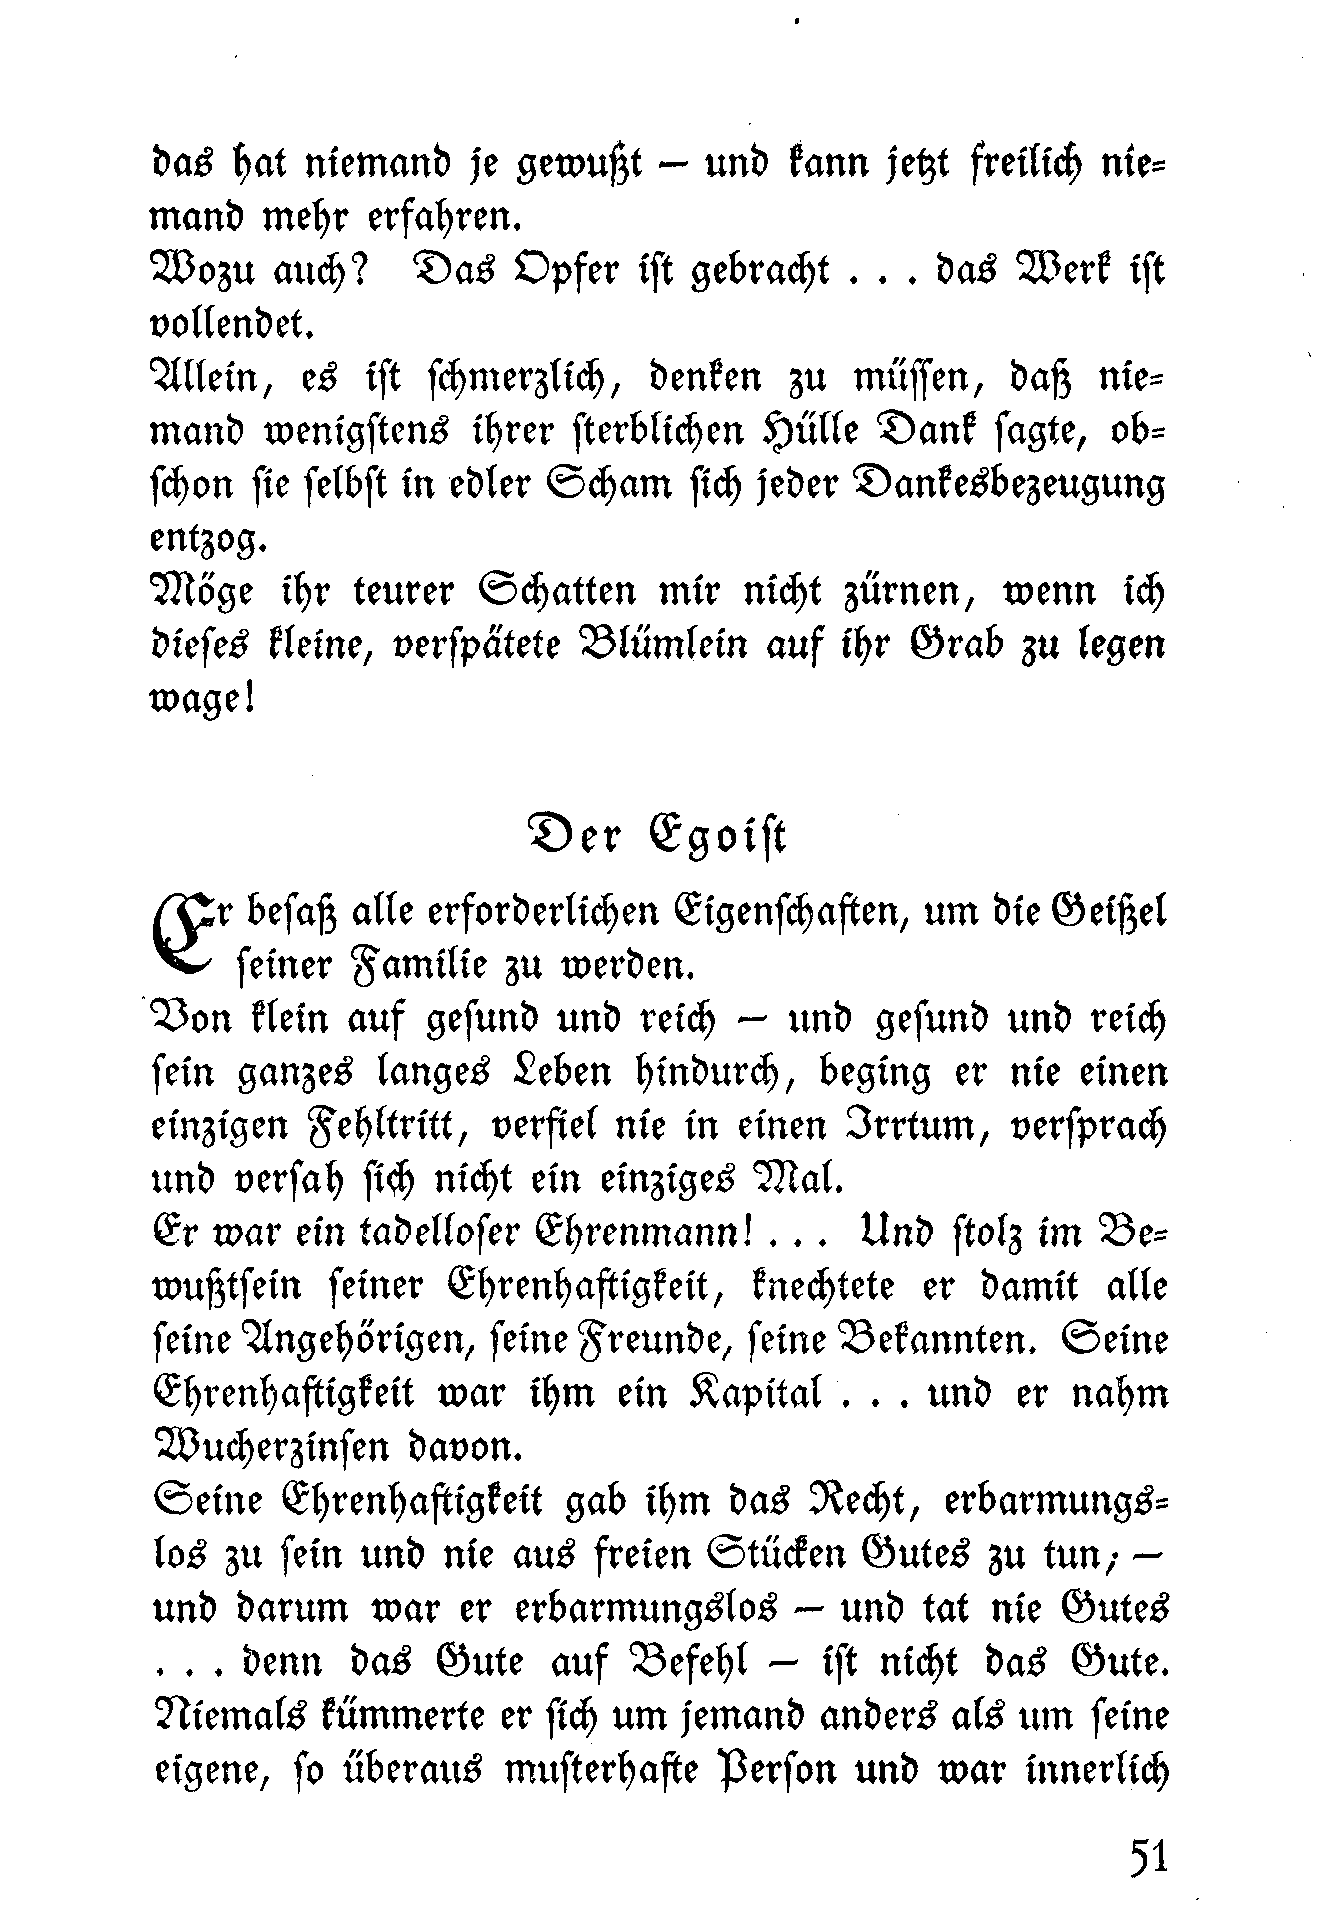 das hat niemand je gewußt — und kann jetzt freilich nie-
mand mehr erfahren.
Wozu auch? Das Opfer ist gebracht . . . das Werk ist
vollendet.
Allein, es ist schmerzlich, denken zu müssen, daß nie-
mand wenigstens ihrer sterblichen Hülle Dank sagte, ob-
schon sie selbst in edler Scham sich jeder Dankesbezeugung
entzog.
Möge ihr teurer Schatten mir nicht zürnen, wenn ich
dieses kleine, verspätete Blümlein auf ihr Grab zu legen
wage!
Der Egoist
Er besaß alle erforderlichen Eigenschaften, um die Geißel
seiner Familie zu werden.
Von klein auf gesund und reich — und gesund und reich
sein ganzes langes Leben hindurch, beging er nie einen
einzigen Fehltritt, verfiel nie in einen Irrtum, versprach
und versah sich nicht ein einziges Mal.
Er war ein tadelloser Ehrenmann! . . . Und stolz im Be-
wußtsein seiner Ehrenhaftigkeit, knechtete er damit alle
seine Angehörigen, seine Freunde, seine Bekannten. Seine
Ehrenhaftigkeit war ihm ein Kapital . . . und er nahm
Wucherzinsen davon.
Seine Ehrenhaftigkeit gab ihm das Recht, erbarmungs-
los zu sein und nie aus freien Stücken Gutes zu tun; —
und darum war er erbarmungslos — und tat nie Gutes
. . . denn das Gute auf Befehl — ist nicht das Gute.
Niemals kümmerte er sich um jemand anders als um seine
eigene, so überaus musterhafte Person und war innerlich
51